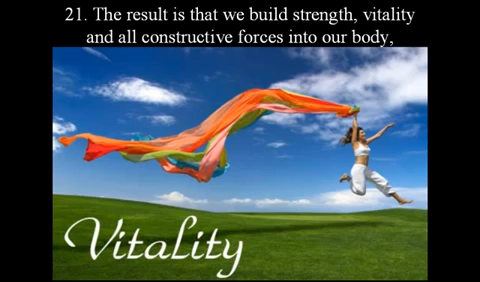 21. The result is that we build strength, vitality
and all constructive forces into our body,
Vitality